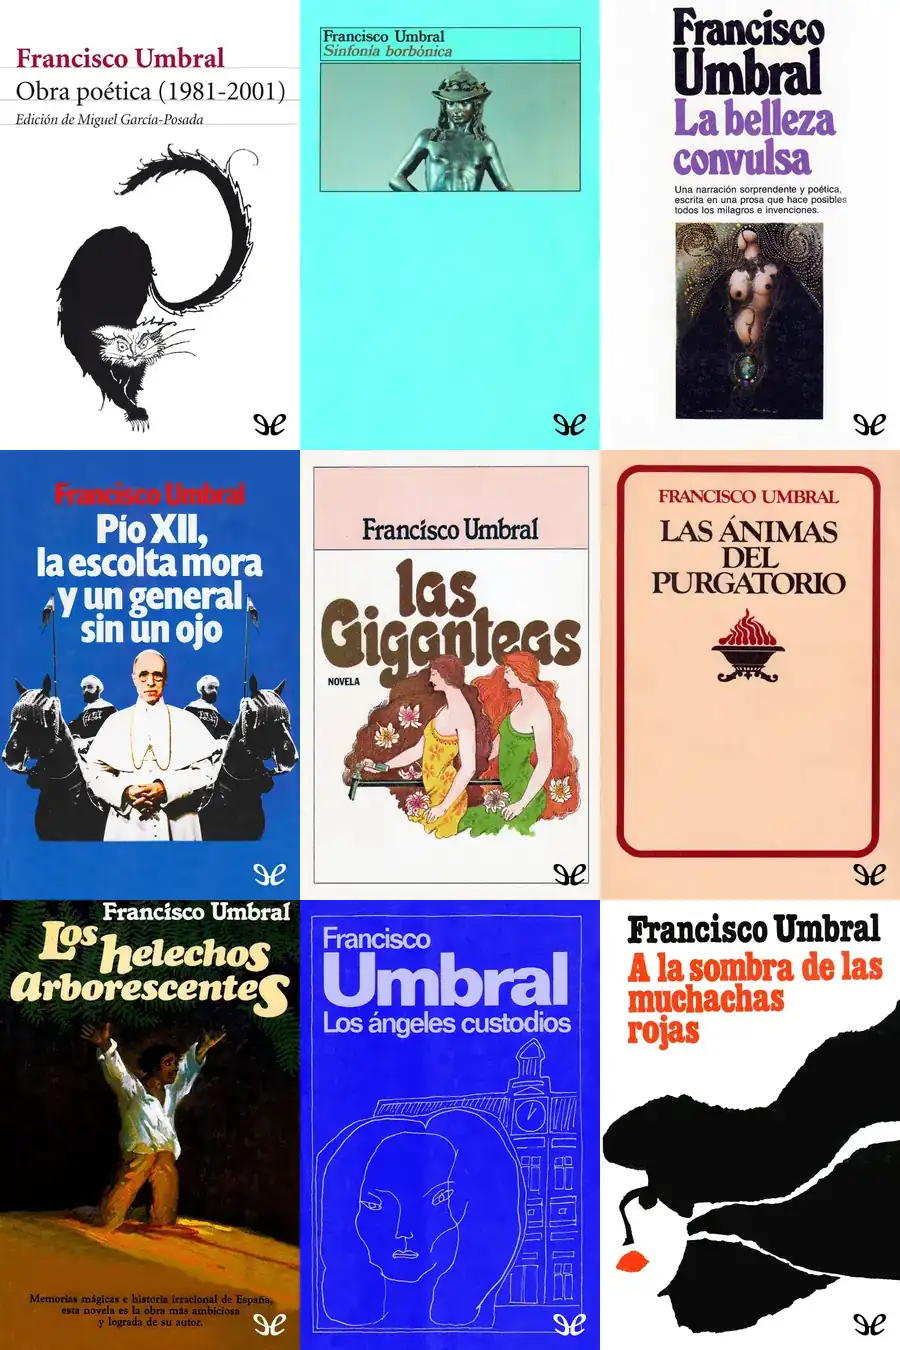 Francisco Umbral
Obra poética (1981-2001)
Edición de Miguel García-Posada
Francisco Umbral
Sinfonía borbónica
Francisco
Umbral
La belleza
convulsa
Una narración sorprendente y poética,
escrita en una prosa que hace posibles
todos los milagros e invenciones.
Francisco Umbral
Pío XII,
la escolta mora
y un general
sin un ojo
Francisco Umbral
las
Giganteas
NOVELA
FRANCISCO UMBRAL
LAS ÁNIMAS
DEL
PURGATORIO
Francisco Umbral
Los helechos
arborescentes
Memorias mágicas e historia irracional de España,
esta novela es la obra más ambiciosa
y lograda de su autor.
Francisco
Umbral
Los ángeles custodios
Francisco Umbral
A la sombra de las
muchachas
rojas